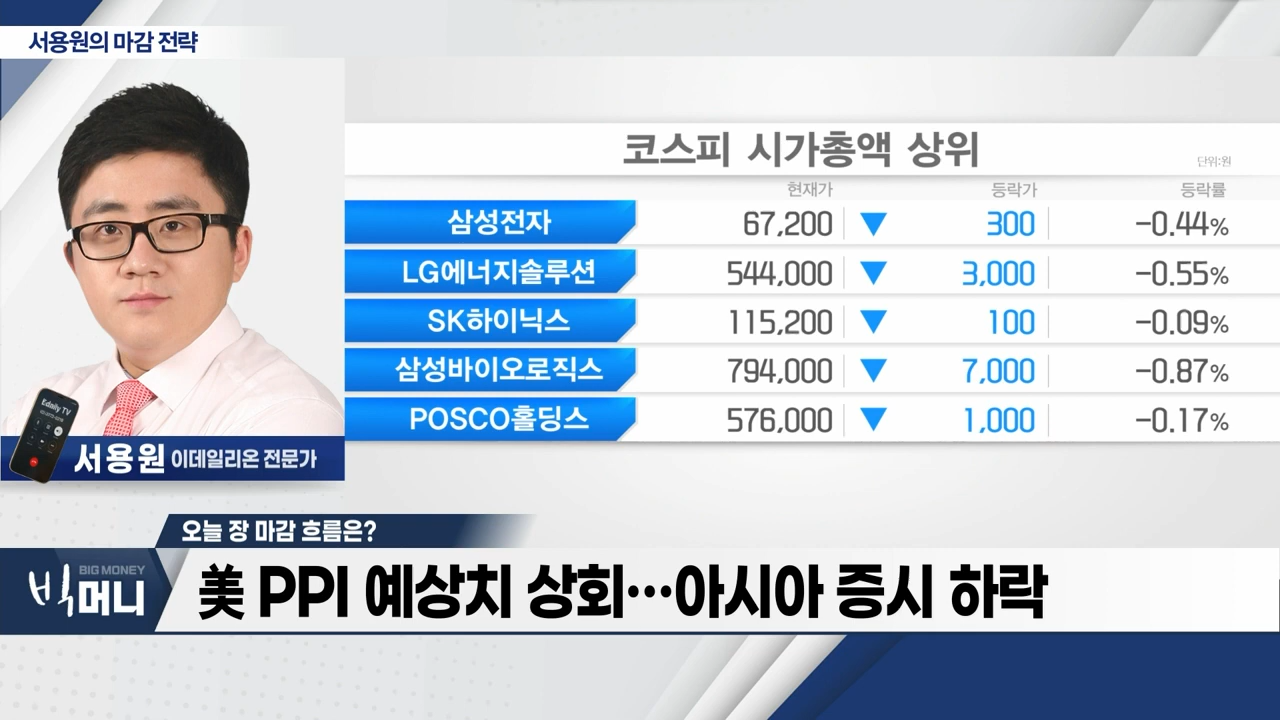 서용원의 마감 전략
코스피 시가총액 상위
단위:원
현재가 등락가 등락률
삼성전자 67,200 ▼ 300 -0.44%
LG에너지솔루션 544,000 ▼ 3,000 -0.55%
SK하이닉스 115,200 ▼ 100 -0.09%
삼성바이오로직스 794,000 ▼ 7,000 -0.87%
POSCO홀딩스 576,000 ▼ 1,000 -0.17%
Edaily TV
서용원 이데일리온 전문가
오늘 장 마감 흐름은?
BIG MONEY
빅머니
美 PPI 예상치 상회…아시아 증시 하락